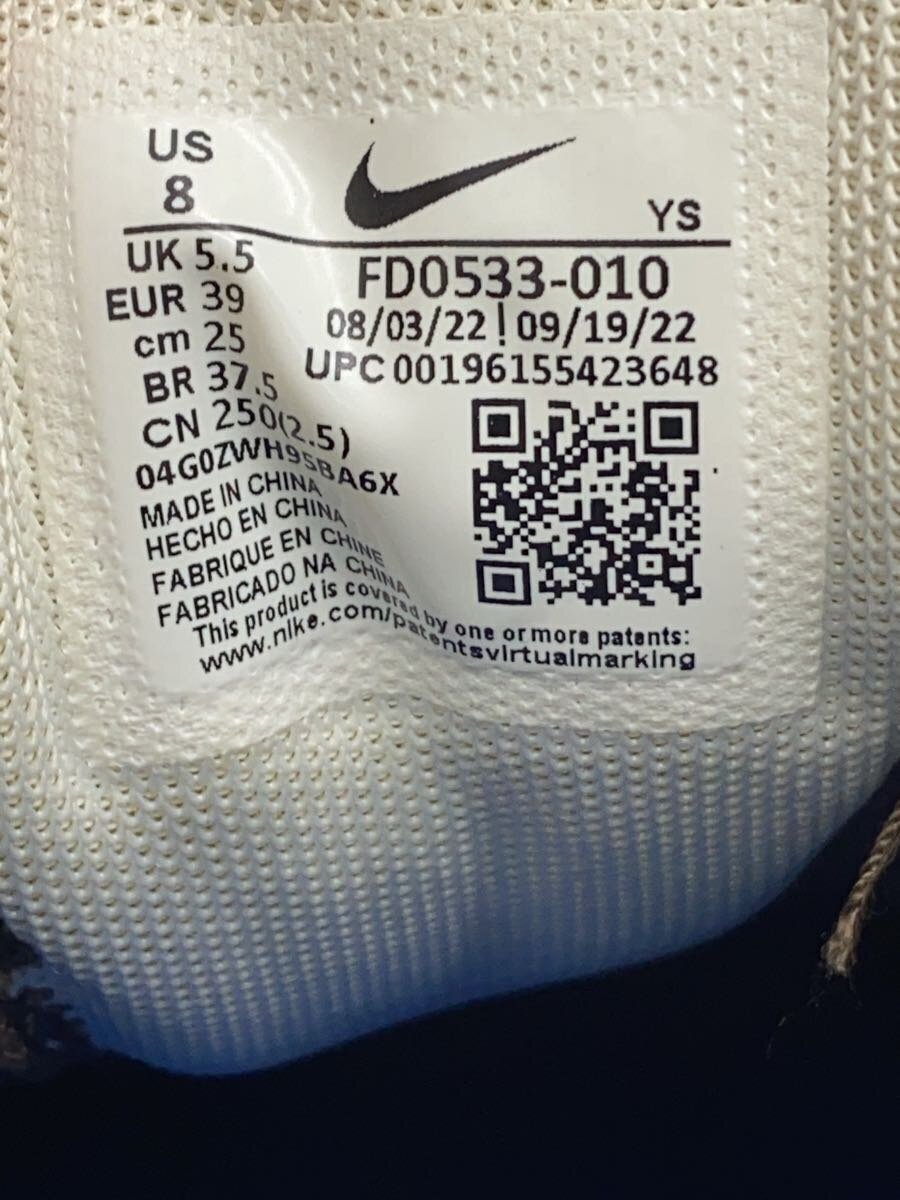 US
8
YS
UK 5.5
EUR 39
cm 25
BR 37.5
CN 250(2.5)
04G0ZWH95BA6X
FD0533-010
08/03/22 | 09/19/22
UPC 00196155423648
MADE IN CHINA
HECHO EN CHINA
FABRIQUE EN CHINE
FABRICADO NA CHINA
This product is covered by one or more patents:
www.nike.com/patentsvirtualmarking